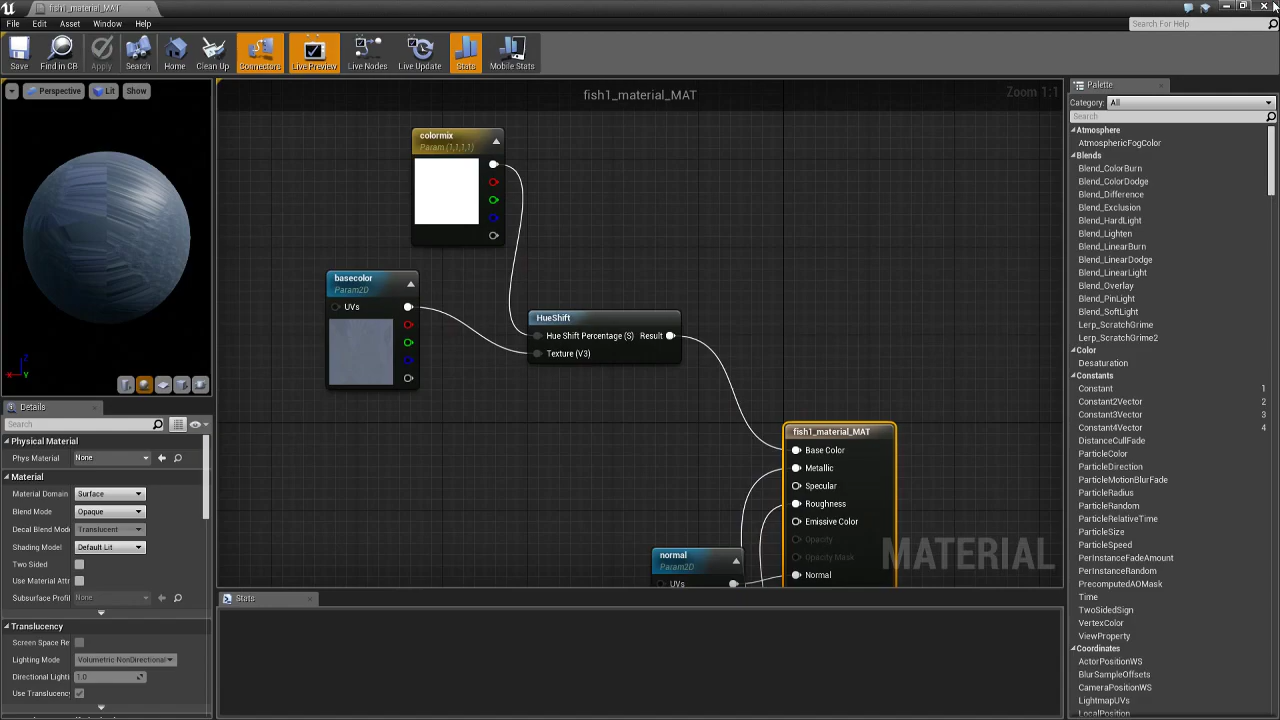 fish1_material_MAT
File Edit Asset Window Help
Search For Help
Save Find in CB Apply Search Home Clean Up Connectors Live Preview Live Nodes Live Update Stats Mobile Stats
Perspective Lit Show
fish1_material_MAT
Zoom 1:1
colormix
Param (1,1,1,1)
basecolor
Param2D
UVs
HueShift
Hue Shift Percentage (S) Result
Texture (V3)
fish1_material_MAT
Base Color
Metallic
Specular
Roughness
Emissive Color
Opacity
Opacity Mask
Normal
normal
Param2D
UVs
MATERIAL
Z
Y
Details
Search
Physical Material
Phys Material None
Material
Material Domain Surface
Blend Mode Opaque
Decal Blend Mode Translucent
Shading Model Default Lit
Two Sided
Use Material Attr
Subsurface Profil None
Translucency
Screen Space Re
Lighting Mode Volumetric NonDirectional
Directional Lighti 1.0
Use Translucency
Stats
Palette
Category: All
Search
Atmosphere
AtmosphericFogColor
Blends
Blend_ColorBurn
Blend_ColorDodge
Blend_Difference
Blend_Exclusion
Blend_HardLight
Blend_Lighten
Blend_LinearBurn
Blend_LinearDodge
Blend_LinearLight
Blend_Overlay
Blend_PinLight
Blend_SoftLight
Lerp_ScratchGrime
Lerp_ScratchGrime2
Color
Desaturation
Constants
Constant 1
Constant2Vector 2
Constant3Vector 3
Constant4Vector 4
DistanceCullFade
ParticleColor
ParticleDirection
ParticleMotionBlurFade
ParticleRadius
ParticleRandom
ParticleRelativeTime
ParticleSize
ParticleSpeed
PerInstanceFadeAmount
PerInstanceRandom
PrecomputedAOMask
Time
TwoSidedSign
VertexColor
ViewProperty
Coordinates
ActorPositionWS
BlurSampleOffsets
CameraPositionWS
LightmapUVs
LocalPosition